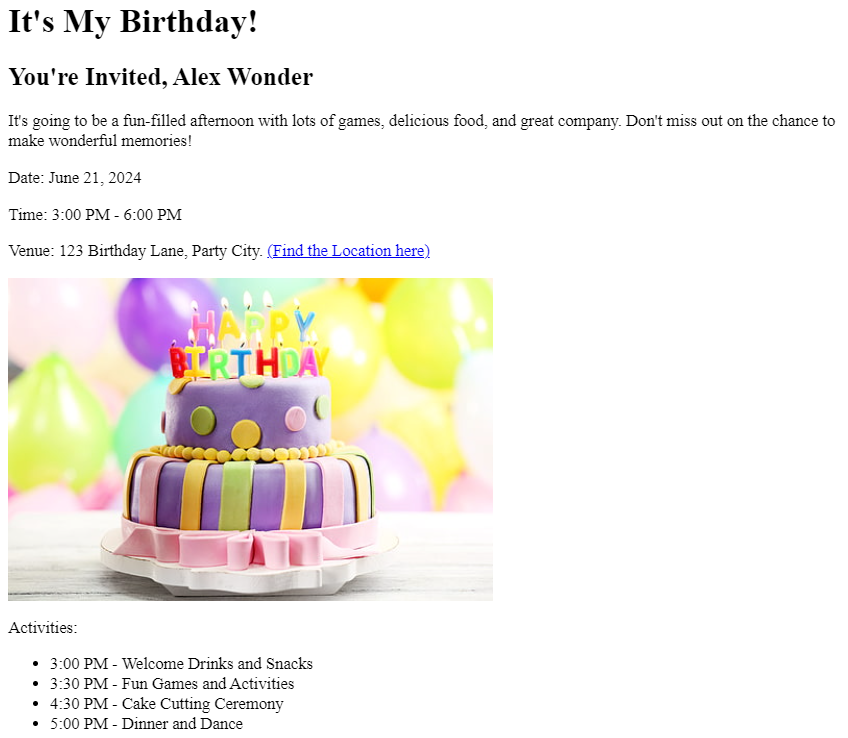 It's My Birthday!
You're Invited, Alex Wonder
It's going to be a fun-filled afternoon with lots of games, delicious food, and great company. Don't miss out on the chance to
make wonderful memories!
Date: June 21, 2024
Time: 3:00 PM - 6:00 PM
Venue: 123 Birthday Lane, Party City. (Find the Location here)
HAPPY
BIRTHDAY
Activities:
• 3:00 PM - Welcome Drinks and Snacks
• 3:30 PM - Fun Games and Activities
• 4:30 PM - Cake Cutting Ceremony
• 5:00 PM - Dinner and Dance